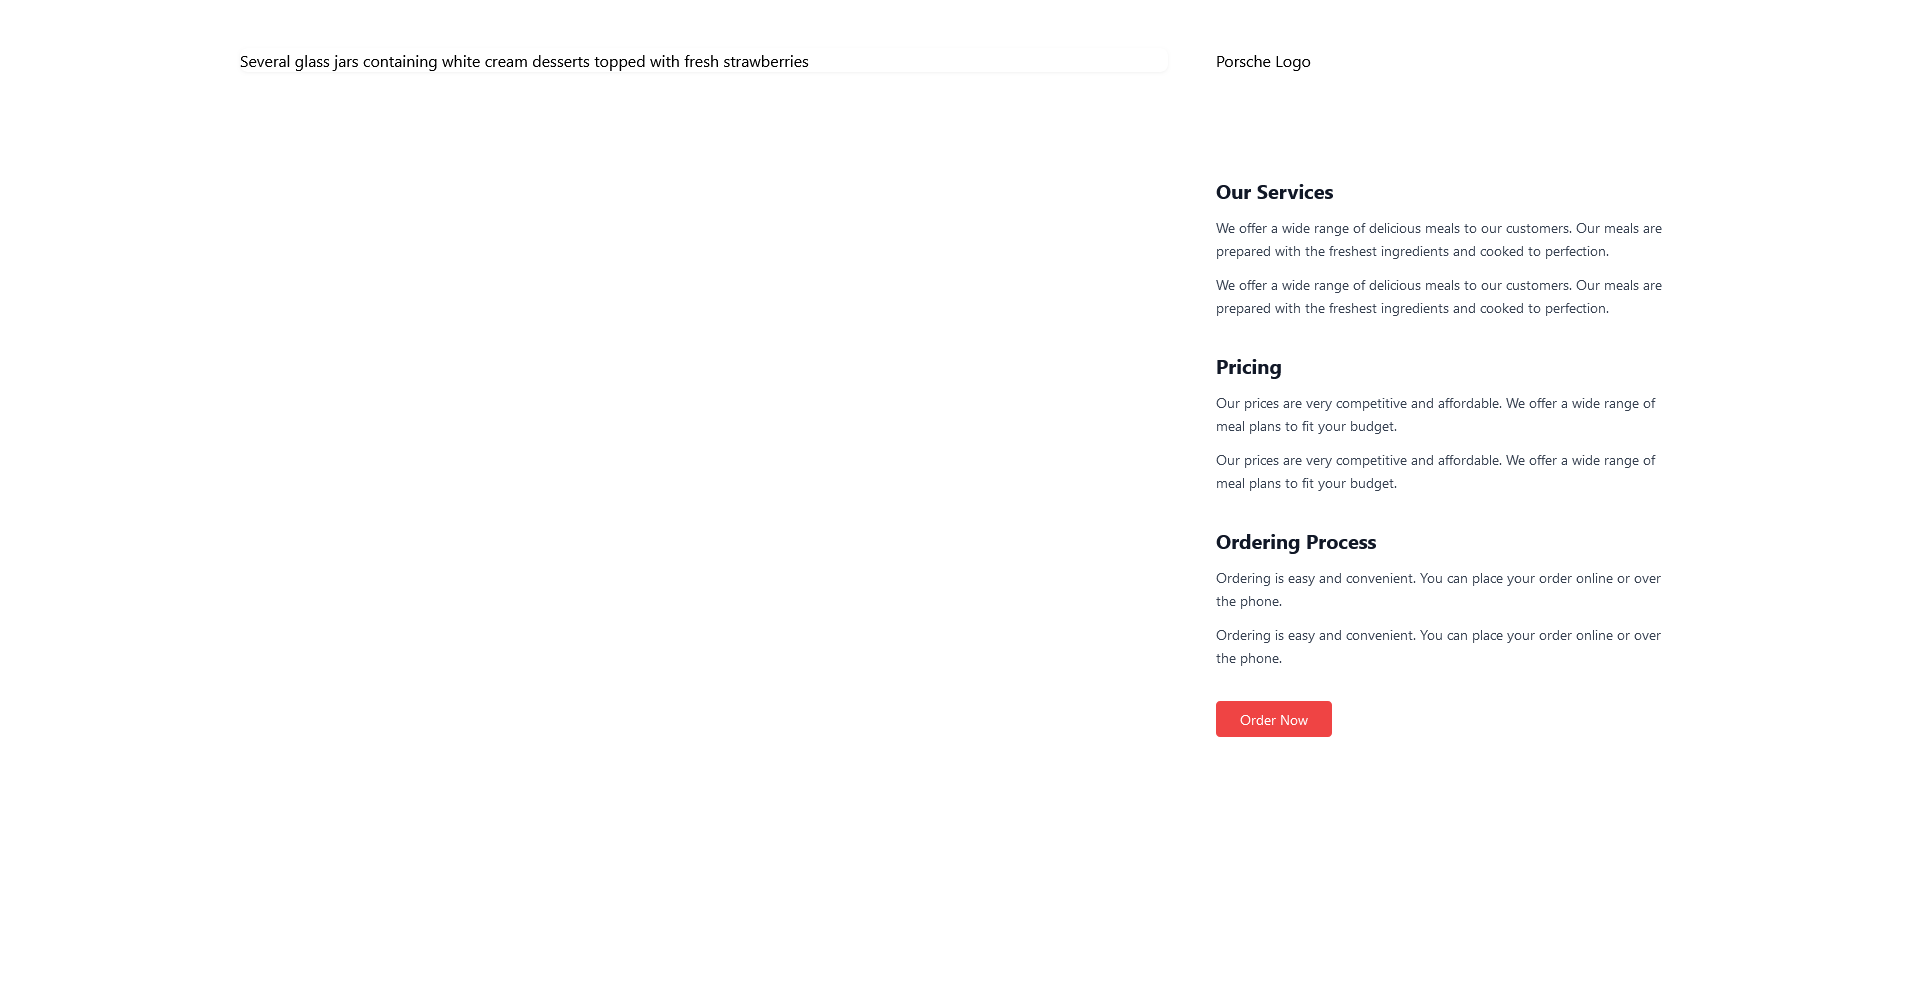 Several glass jars containing white cream desserts topped with fresh strawberries
Porsche Logo
Our Services
We offer a wide range of delicious meals to our customers. Our meals are
prepared with the freshest ingredients and cooked to perfection.
We offer a wide range of delicious meals to our customers. Our meals are
prepared with the freshest ingredients and cooked to perfection.
Pricing
Our prices are very competitive and affordable. We offer a wide range of
meal plans to fit your budget.
Our prices are very competitive and affordable. We offer a wide range of
meal plans to fit your budget.
Ordering Process
Ordering is easy and convenient. You can place your order online or over
the phone.
Ordering is easy and convenient. You can place your order online or over
the phone.
Order Now